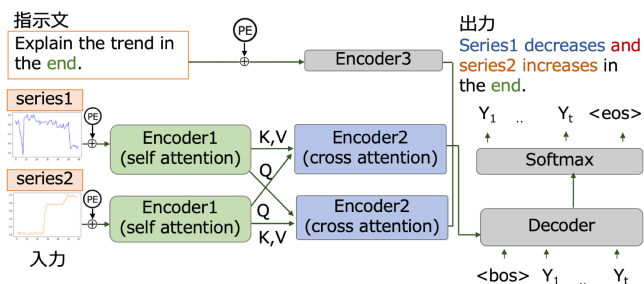 指示文
Explain the trend in
the end.
PE
Encoder3
出力
Series1 decreases and
series2 increases in
the end.
series1
PE
Encoder1
(self attention)
K,V
Encoder2
(cross attention)
Q
series2
PE
Encoder1
(self attention)
Q
K,V
Encoder2
(cross attention)
入力
Y1 .. Yt <eos>
Softmax
Decoder
<bos> Y1 .. Yt